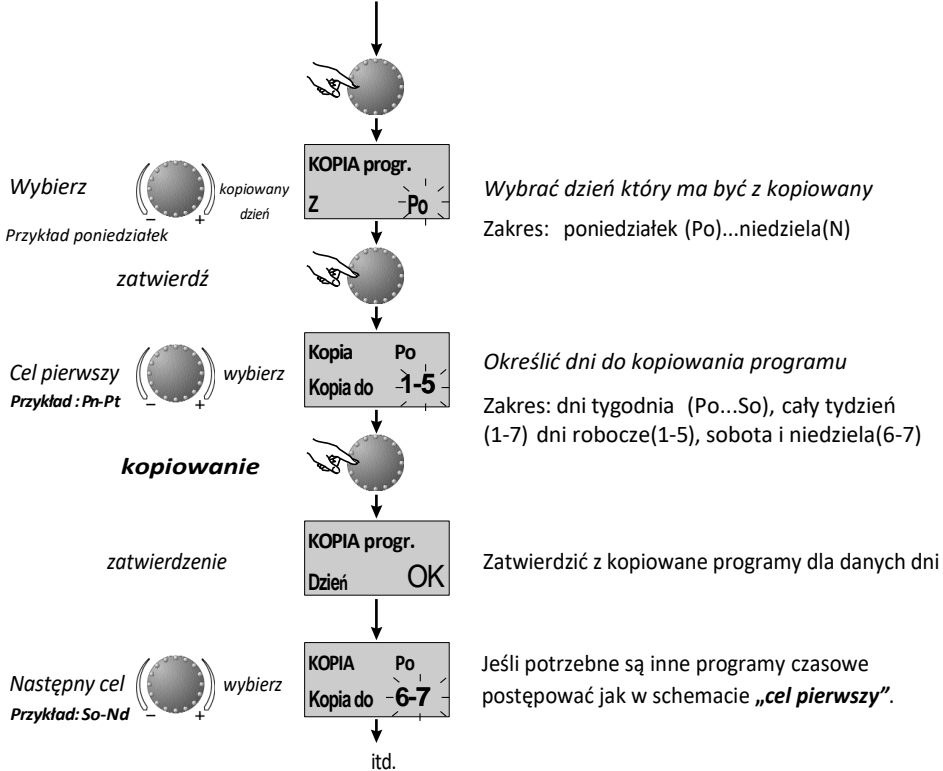 KOPIA progr.
Z Po
Wybierz
kopiowany
dzień
– +
Przykład poniedziałek
Wybrać dzień który ma być z kopiowany
Zakres: poniedziałek (Po)...niedziela(N)
zatwierdź
Kopia Po
Kopia do 1-5
Cel pierwszy
wybierz
Przykład : Pn-Pt
– +
Określić dni do kopiowania programu
Zakres: dni tygodnia (Po...So), cały tydzień
(1-7) dni robocze(1-5), sobota i niedziela(6-7)
kopiowanie
zatwierdzenie
KOPIA progr.
Dzień OK
Zatwierdzić z kopiowane programy dla danych dni
KOPIA Po
Kopia do 6-7
Następny cel
wybierz
Przykład: So-Nd
– +
Jeśli potrzebne są inne programy czasowe
postępować jak w schemacie „cel pierwszy”.
itd.